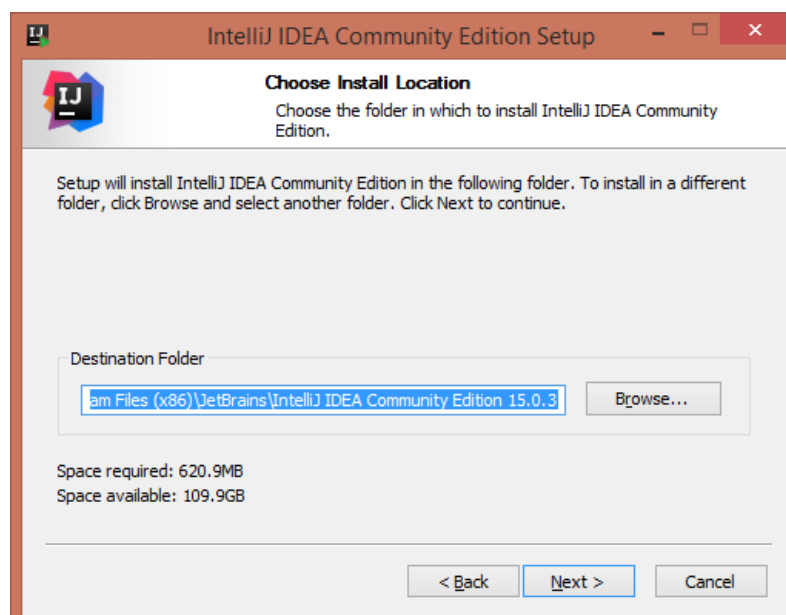 IJ
IntelliJ IDEA Community Edition Setup
IJ
Choose Install Location
Choose the folder in which to install IntelliJ IDEA Community
Edition.
Setup will install IntelliJ IDEA Community Edition in the following folder. To install in a different
folder, click Browse and select another folder. Click Next to continue.
Destination Folder
am Files (x86)\JetBrains\IntelliJ IDEA Community Edition 15.0.3
Browse...
Space required: 620.9MB
Space available: 109.9GB
< Back
Next >
Cancel